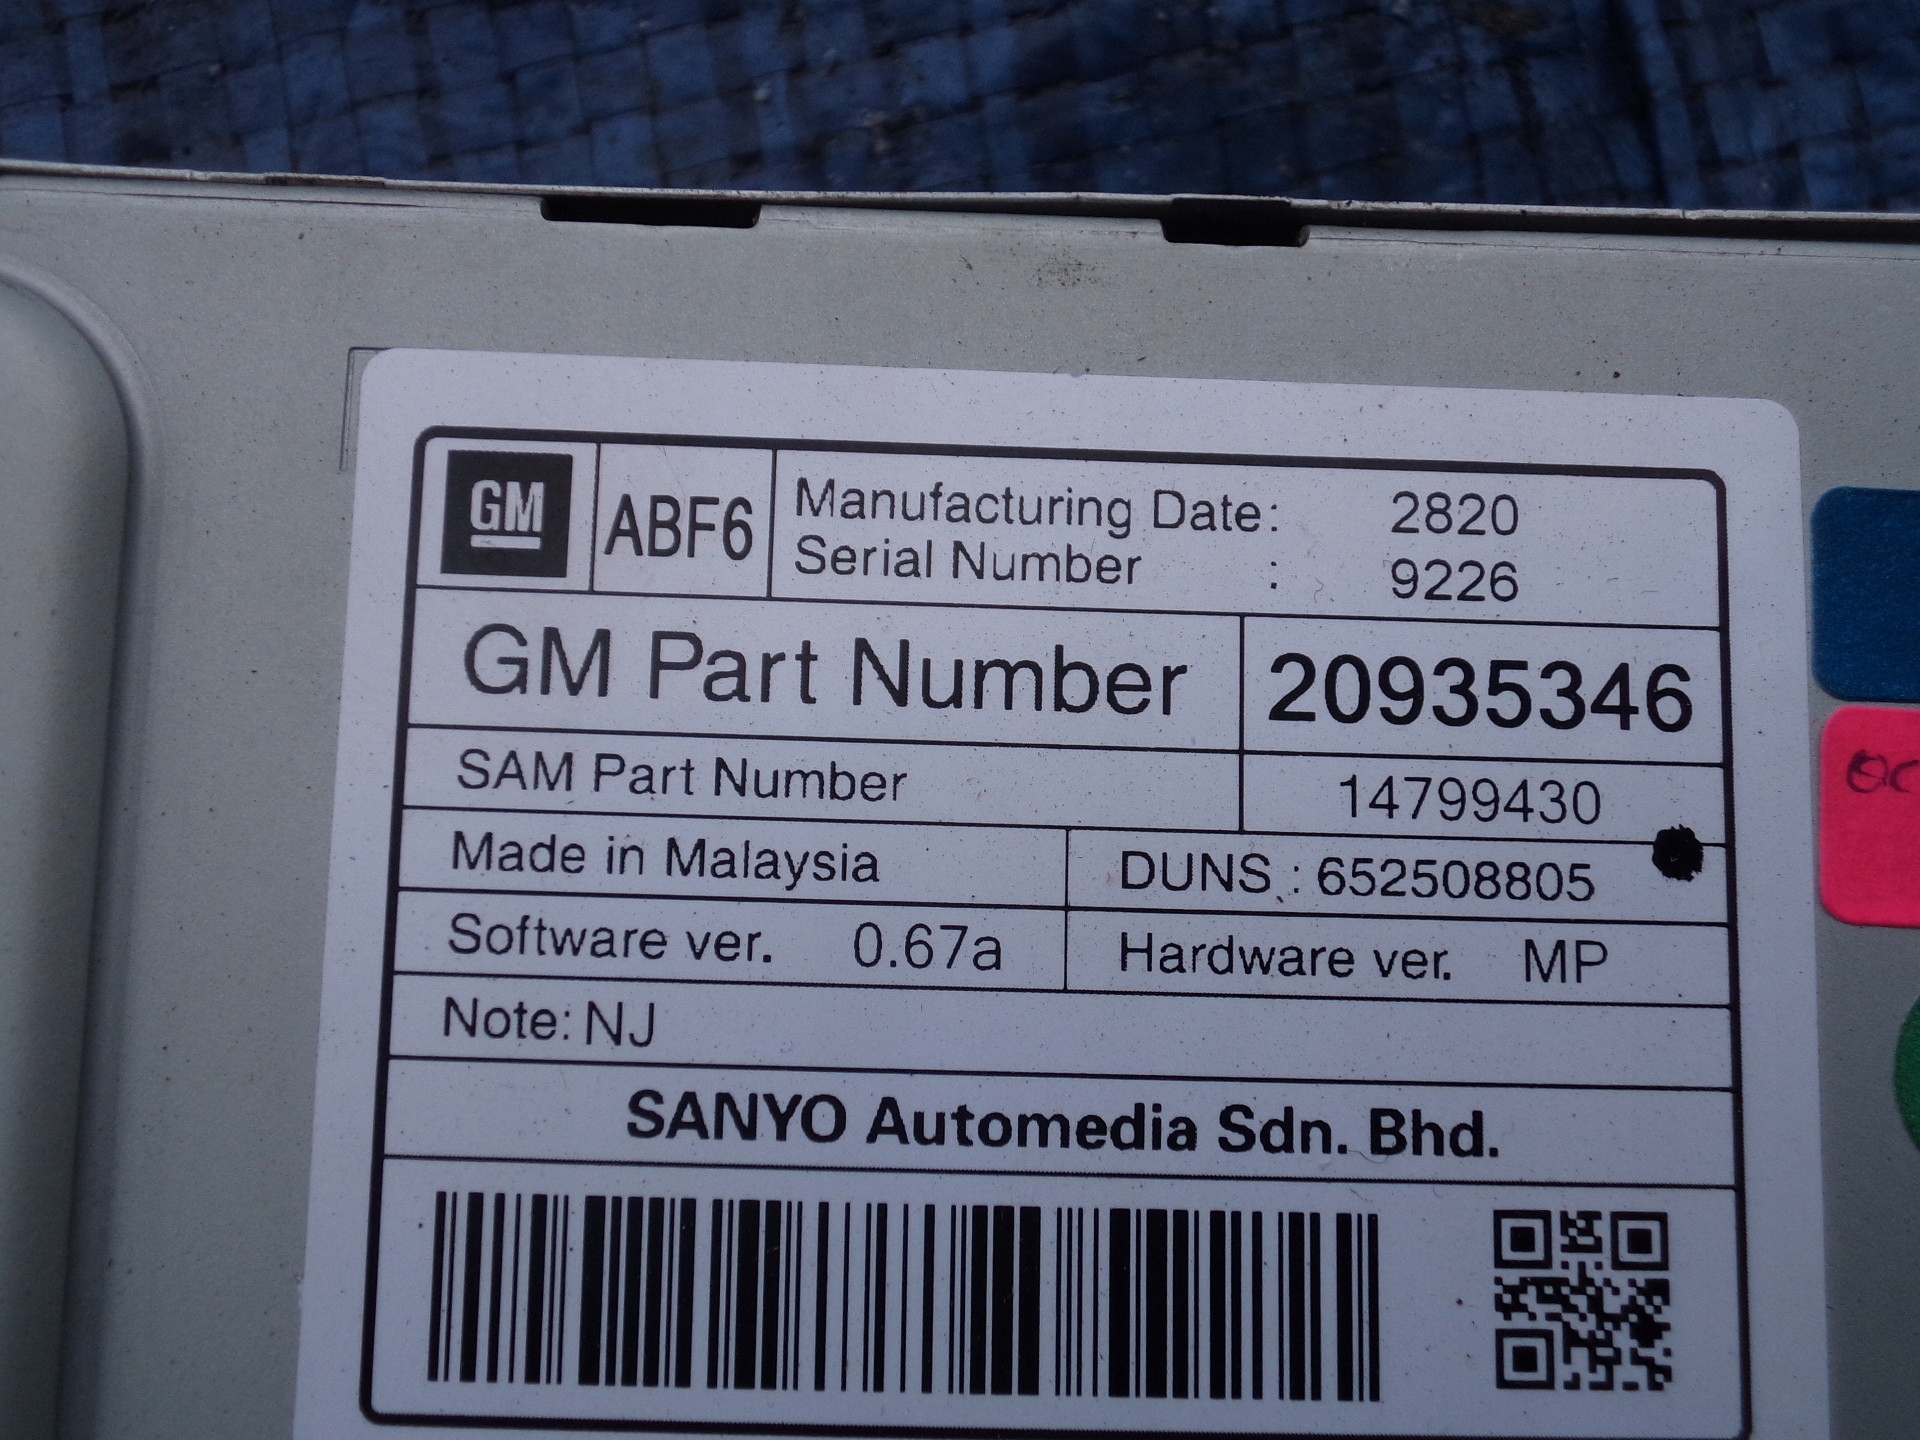 GM
ABF6
Manufacturing Date: 2820
Serial Number : 9226
GM Part Number 20935346
SAM Part Number 14799430
Made in Malaysia DUNS : 652508805
Software ver. 0.67a Hardware ver. MP
Note: NJ
SANYO Automedia Sdn. Bhd.